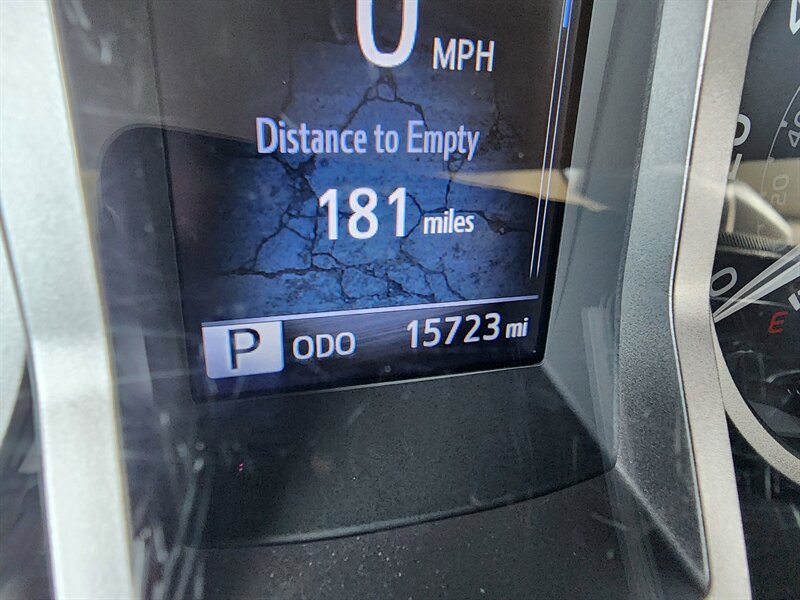 0 MPH
Distance to Empty
181 miles
P ODO 15723 mi
E